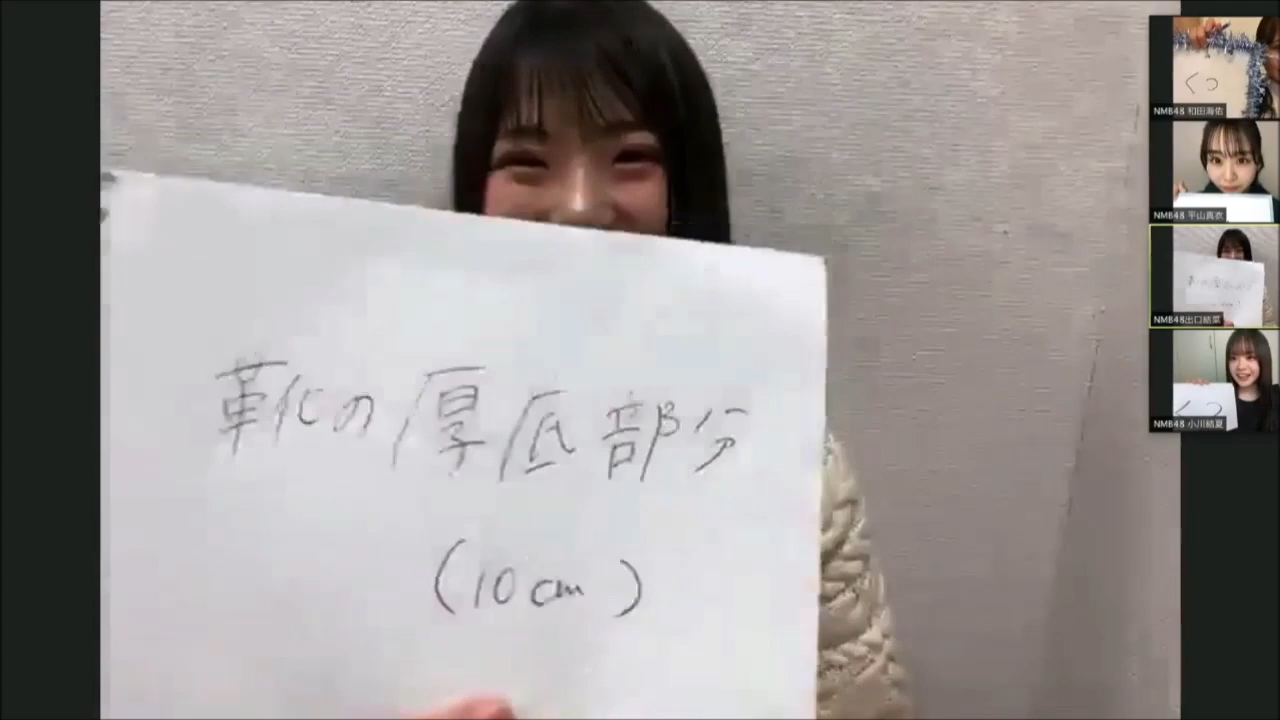 靴の厚底部分
(10cm)
くつ
NMB48 和田海佑
NMB48 平山真衣
NMB48出口結菜
NMB48 小川結夏
くつ